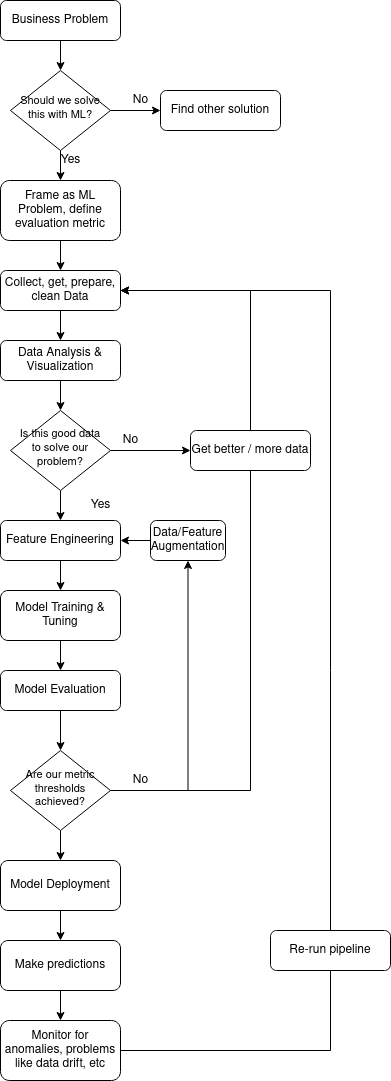 Business Problem
Should we solve
this with ML?
No
Find other solution
Yes
Frame as ML
Problem, define
evaluation metric
Collect, get, prepare,
clean Data
Data Analysis &
Visualization
Is this good data
to solve our
problem?
No
Get better / more data
Yes
Feature Engineering
Data/Feature
Augmentation
Model Training &
Tuning
Model Evaluation
Are our metric
thresholds
achieved?
No
Model Deployment
Re-run pipeline
Make predictions
Monitor for
anomalies, problems
like data drift, etc